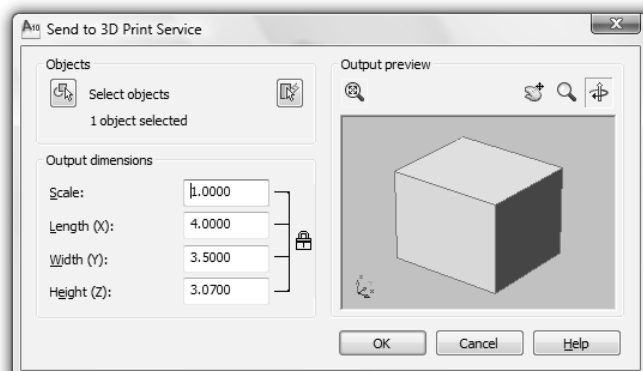 A10 Send to 3D Print Service
Objects
Select objects
1 object selected
Output dimensions
Scale: 1.0000
Length (X): 4.0000
Width (Y): 3.5000
Height (Z): 3.0700
Output preview
OK Cancel Help